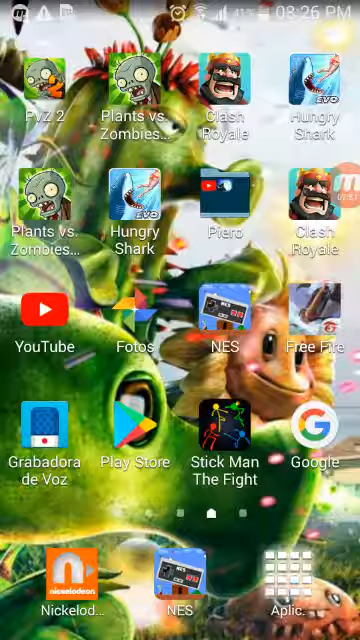 41% 08:26 PM
PvZ 2
Plants vs.
Zombies...
Clash
Royale
Hungry
Shark
Plants vs.
Zombies...
Hungry
Shark
Piero
Clash
Royale
YouTube
Fotos
NES
Free Fire
Grabadora
de Voz
Play Store
Stick Man
The Fight
Google
nickelodeon
Nickelod...
NES
Aplic.